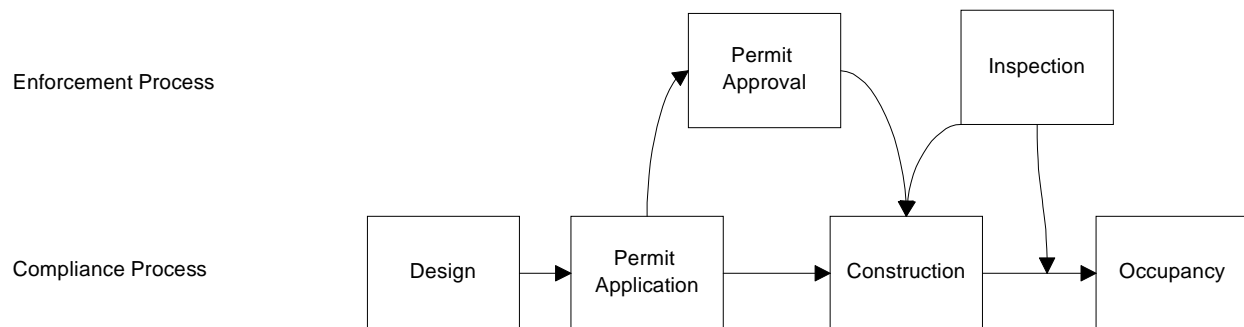 Enforcement Process
Permit
Approval
Inspection
Compliance Process
Design
Permit
Application
Construction
Occupancy